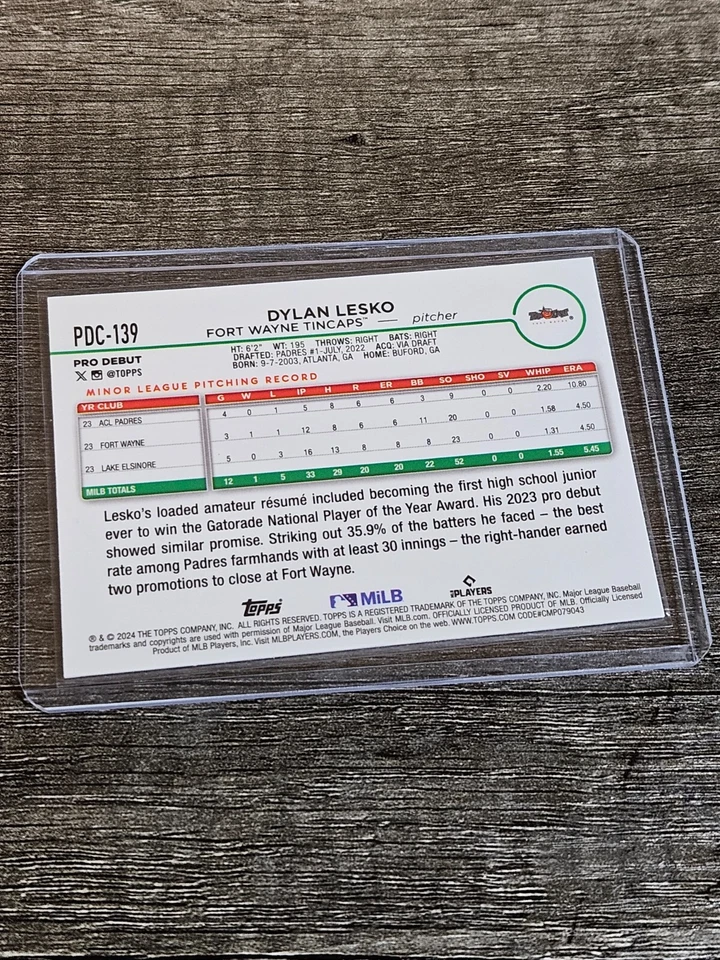 PDC-139
DYLAN LESKO
FORT WAYNE TINCAPS™ pitcher
HT: 6'2" WT: 195 THROWS: RIGHT BATS: RIGHT
DRAFTED: PADRES #1-JULY, 2022 ACQ: VIA DRAFT
BORN: 9-7-2003, ATLANTA, GA HOME: BUFORD, GA
PRO DEBUT
X @TOPPS
MINOR LEAGUE PITCHING RECORD
YR CLUB G W L IP H R ER BB SO SHO SV WHIP ERA
23 ACL PADRES 4 0 1 5 8 6 6 3 9 0 0 2.20 10.80
23 FORT WAYNE 3 1 1 12 8 6 6 11 20 0 0 1.58 4.50
23 LAKE ELSINORE 5 0 3 16 13 8 8 8 23 0 0 1.31 4.50
MILB TOTALS 12 1 5 33 29 20 20 22 52 0 0 1.55 5.45
Lesko's loaded amateur résumé included becoming the first high school junior
ever to win the Gatorade National Player of the Year Award. His 2023 pro debut
showed similar promise. Striking out 35.9% of the batters he faced – the best
rate among Padres farmhands with at least 30 innings – the right-hander earned
two promotions to close at Fort Wayne.
Topps MiLB PLAYERS
® & © 2024 THE TOPPS COMPANY, INC. ALL RIGHTS RESERVED. TOPPS IS A REGISTERED TRADEMARK OF THE TOPPS COMPANY, INC. Major League Baseball
trademarks and copyrights are used with permission of Major League Baseball. Visit MLB.com. OFFICIALLY LICENSED PRODUCT OF MLB. Officially Licensed
Product of MLB Players, Inc. Visit MLBPLAYERS.COM, the Players Choice on the web. WWW.TOPPS.COM CODE#CMP079043